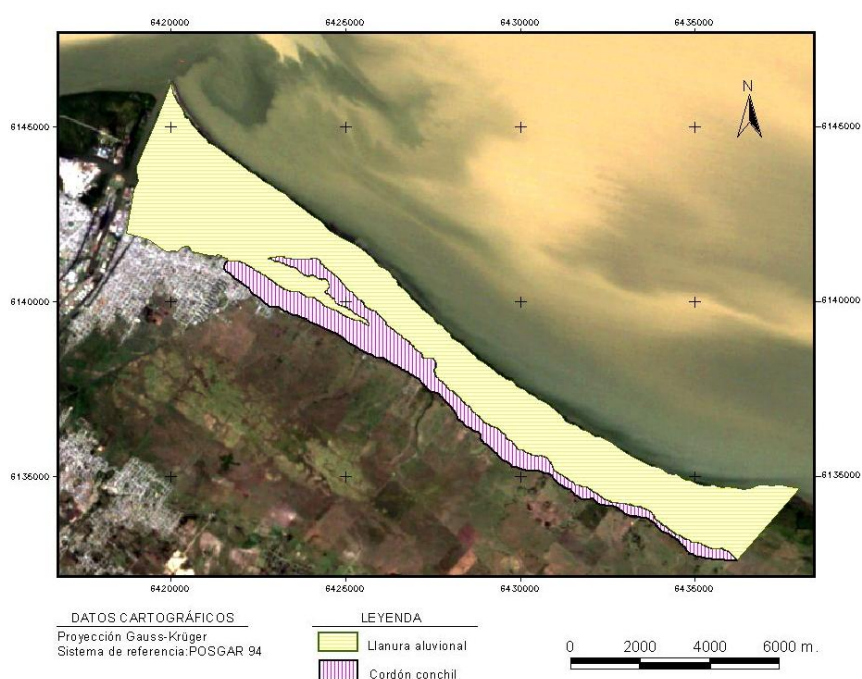 6420000 6425000 6430000 6435000
N
6145000 6145000
6140000 6140000
6135000 6135000
6420000 6425000 6430000 6435000
DATOS CARTOGRÁFICOS
Proyección Gauss-Krüger
Sistema de referencia:POSGAR 94
LEYENDA
Llanura aluvional
Cordón conchil
0 2000 4000 6000 m.